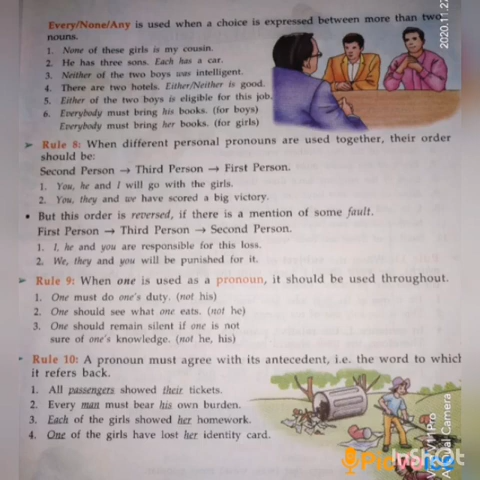 Every/None/Any is used when a choice is expressed between more than two
nouns.
1. None of these girls is my cousin.
2. He has three sons. Each has a car.
3. Neither of the two boys was intelligent.
4. There are two hotels. Either/Neither is good.
5. Either of the two boys is eligible for this job.
6. Everybody must bring his books. (for boys)
Everybody must bring her books. (for girls)
➤ Rule 8: When different personal pronouns are used together, their order
should be:
Second Person → Third Person → First Person.
1. You, he and I will go with the girls.
2. You, they and we have scored a big victory.
• But this order is reversed, if there is a mention of some fault.
First Person → Third Person → Second Person.
1. I, he and you are responsible for this loss.
2. We, they and you will be punished for it.
➤ Rule 9: When one is used as a pronoun, it should be used throughout.
1. One must do one's duty. (not his)
2. One should see what one eats. (not he)
3. One should remain silent if one is not
sure of one's knowledge. (not he, his)
Rule 10: A pronoun must agree with its antecedent, i.e. the word to which
it refers back.
1. All passengers showed their tickets.
2. Every man must bear his own burden.
3. Each of the girls showed her homework.
4. One of the girls have lost her identity card.
2020.11.2
Pro
Camera
InShot